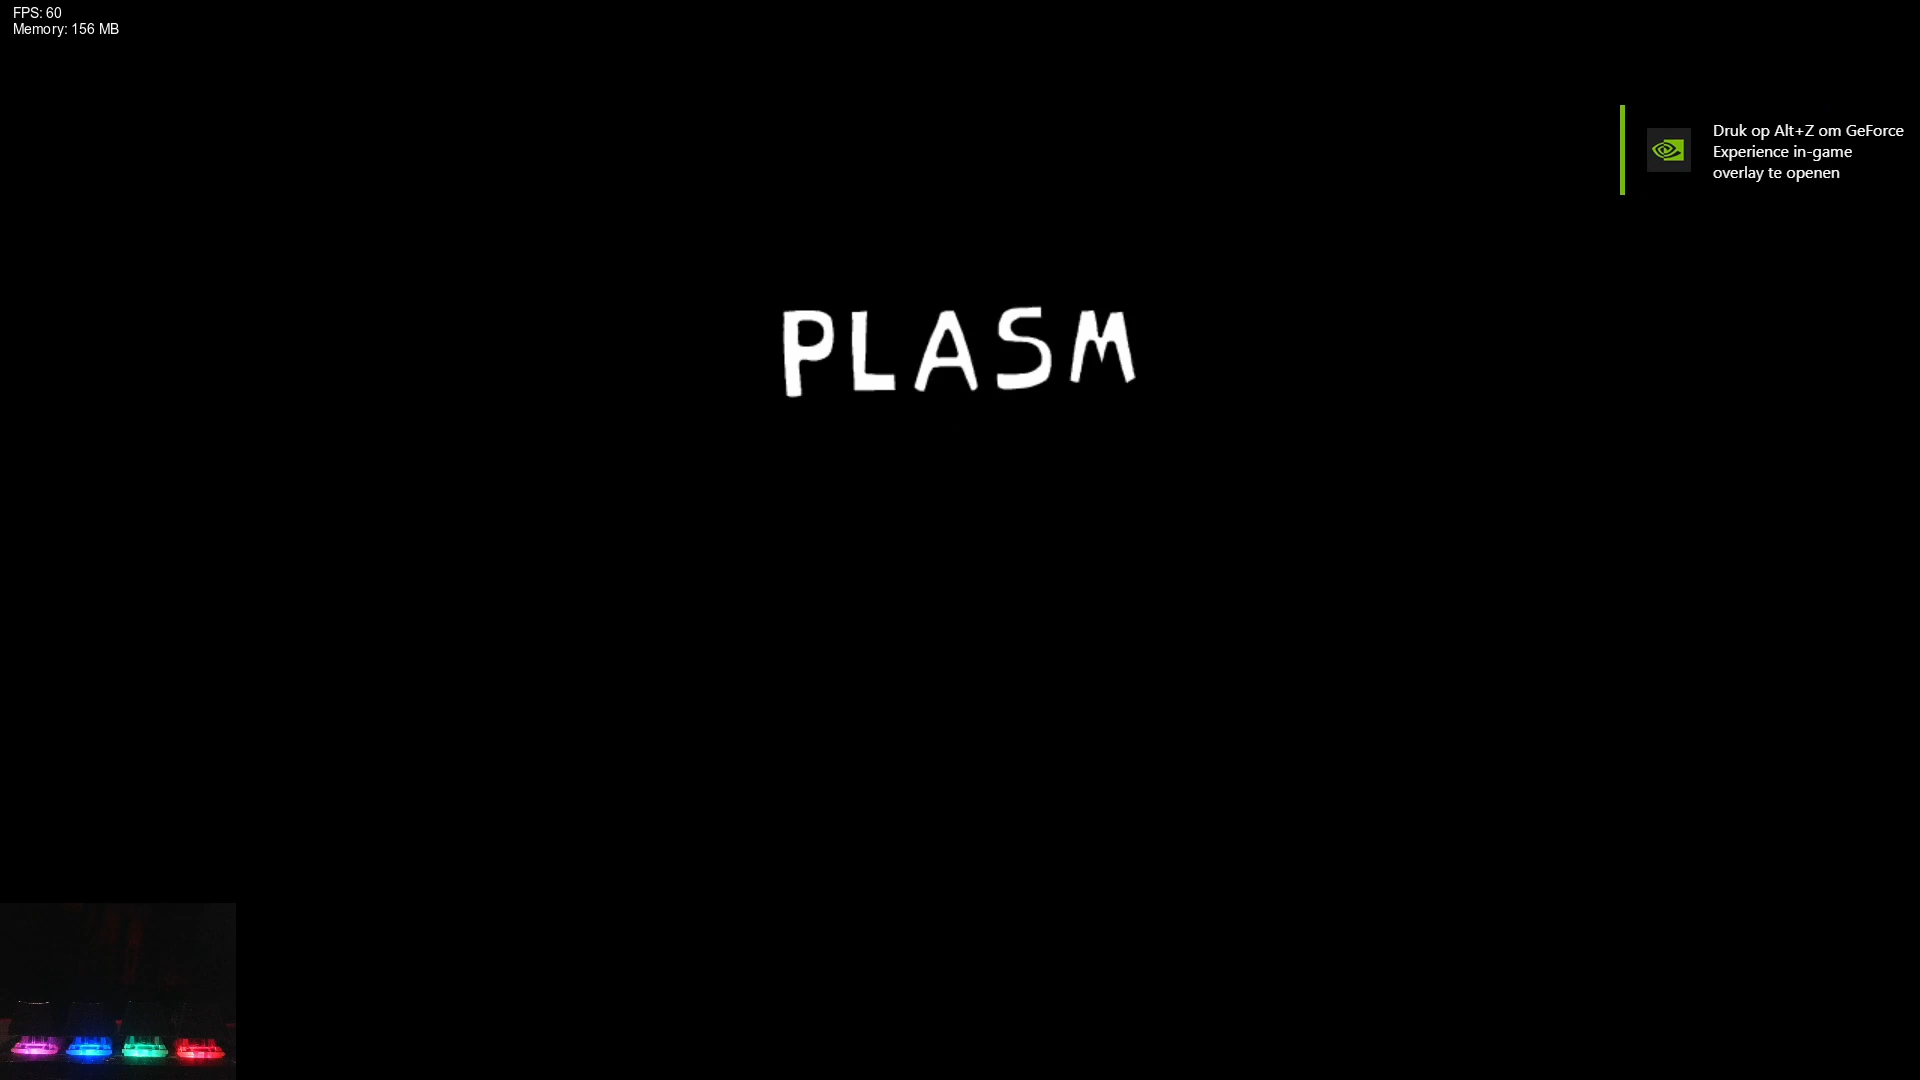 FPS: 60
Memory: 156 MB
Druk op Alt+Z om GeForce
Experience in-game
overlay te openen
PLASM